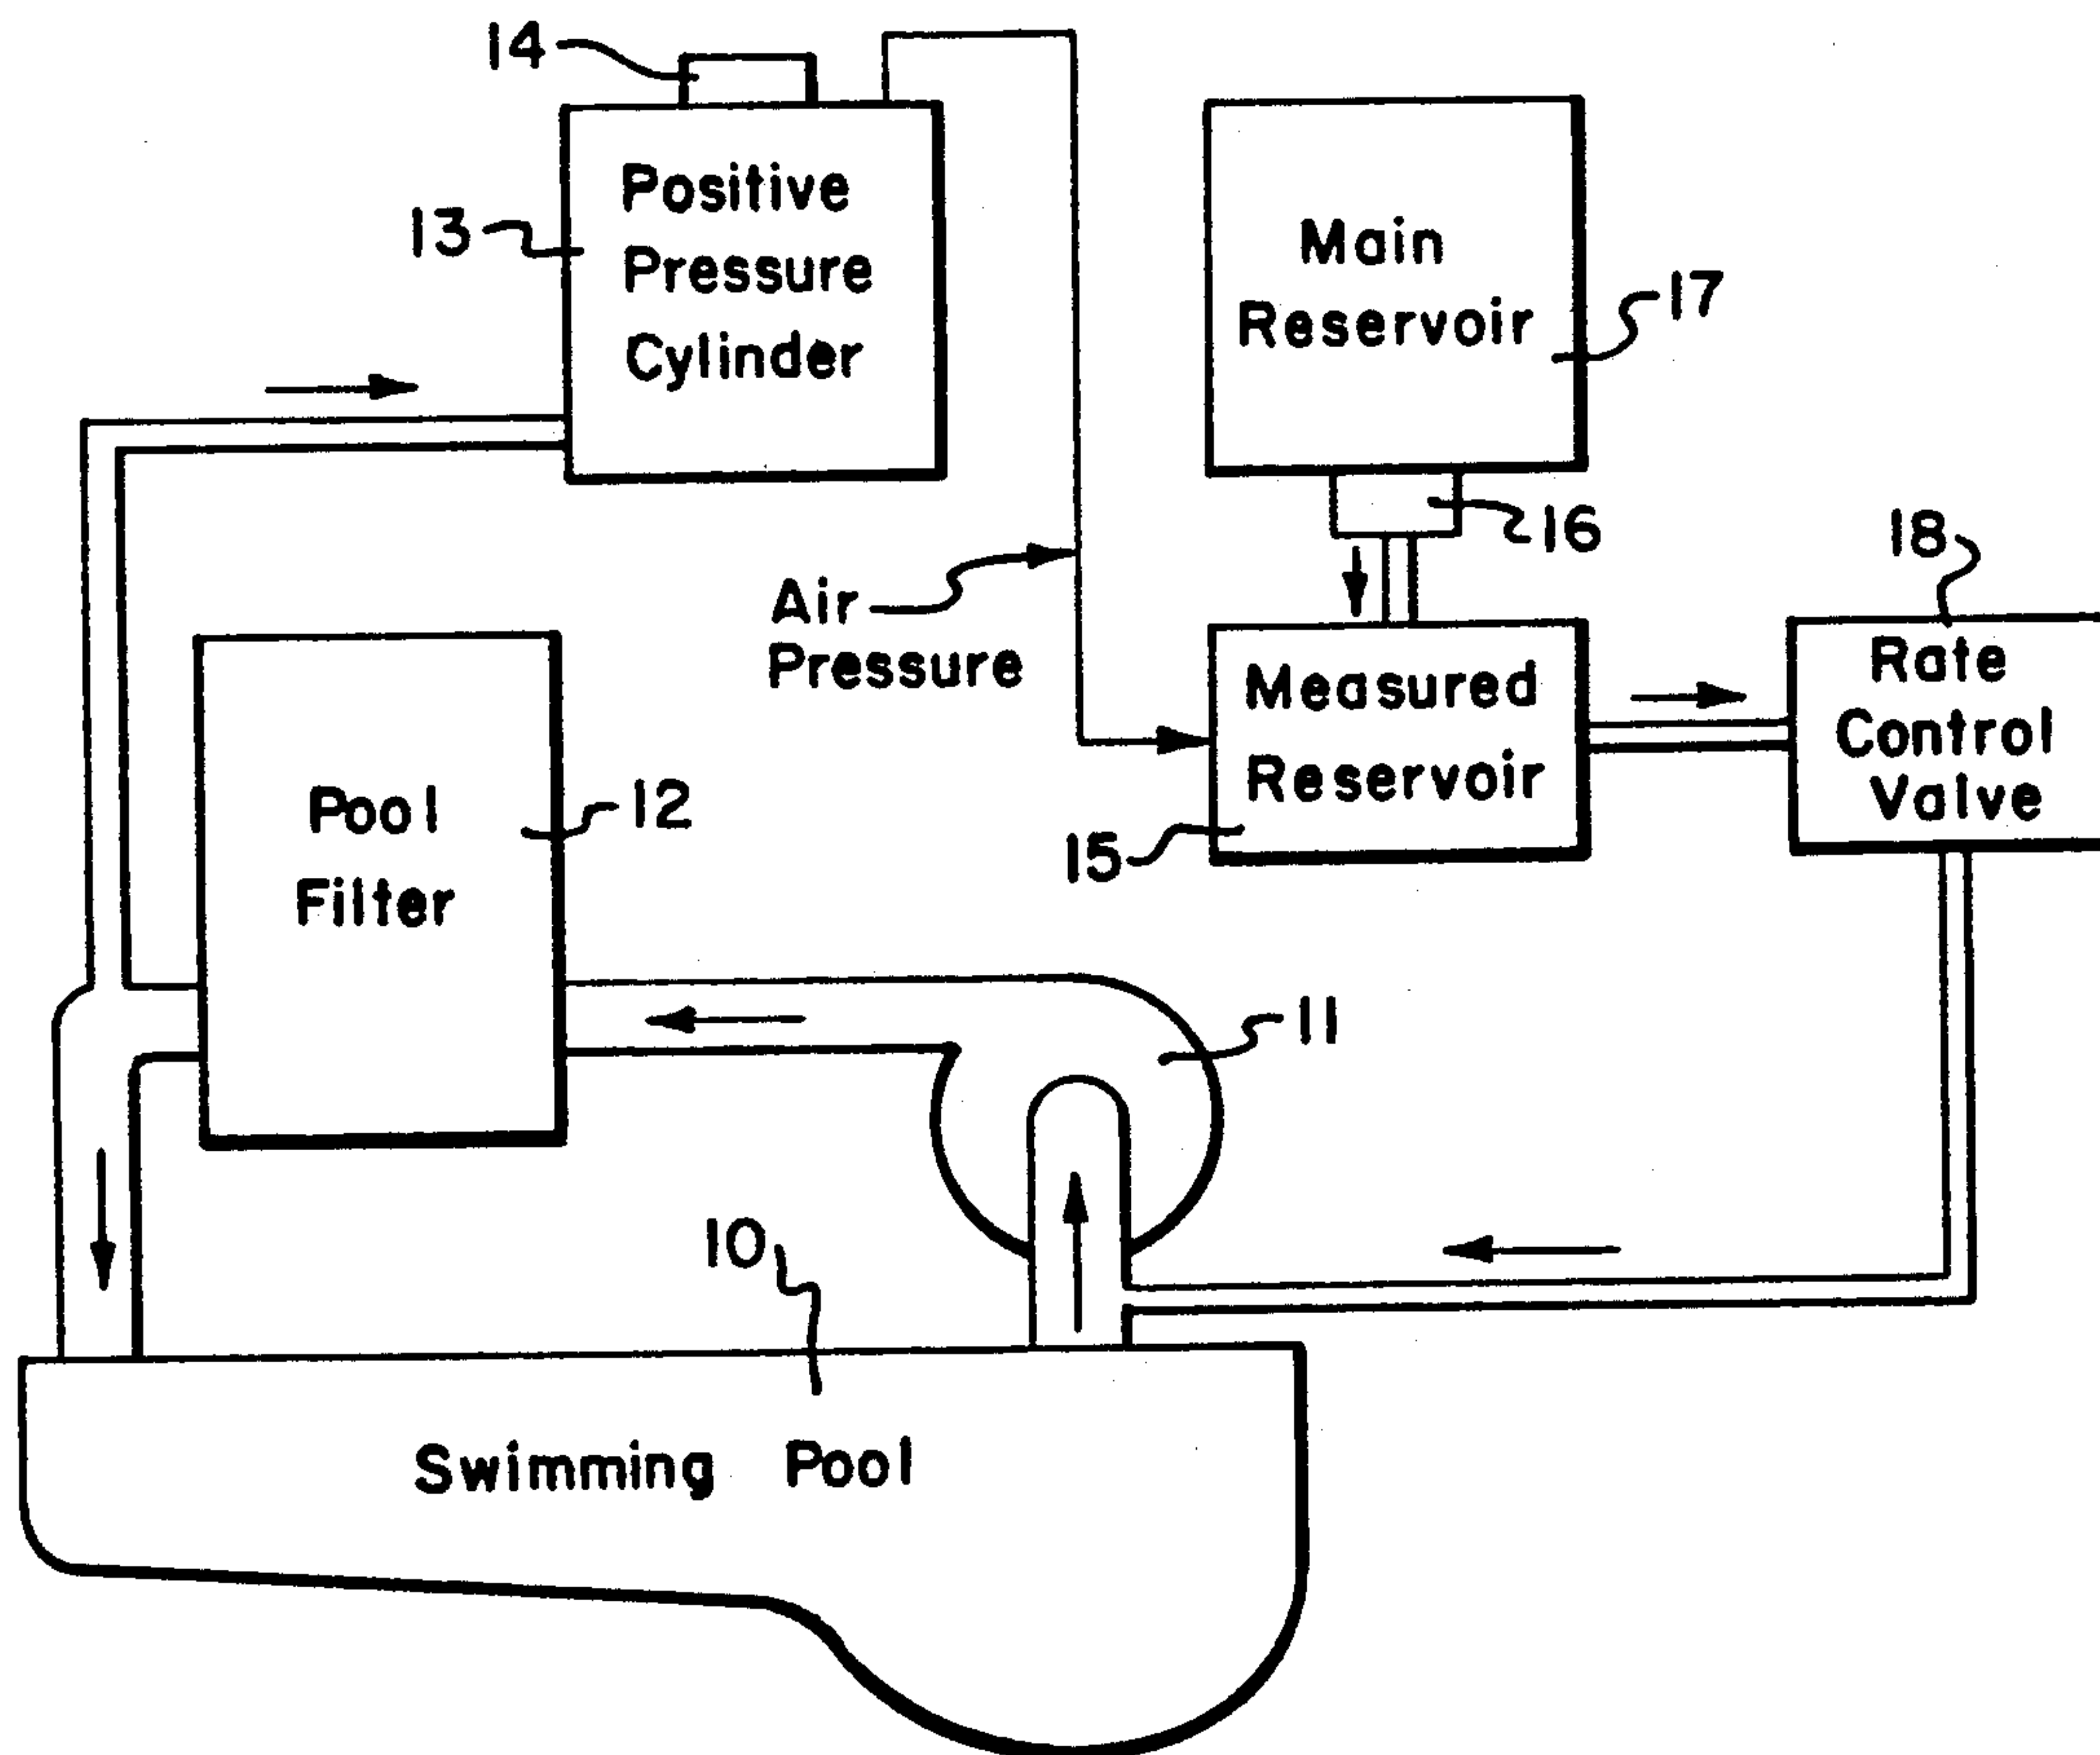 14
13
Positive
Pressure
Cylinder
Main
Reservoir
17
16
18
Air
Pressure
Measured
Reservoir
15
Rate
Control
Valve
Pool
Filter
12
11
10
Swimming Pool